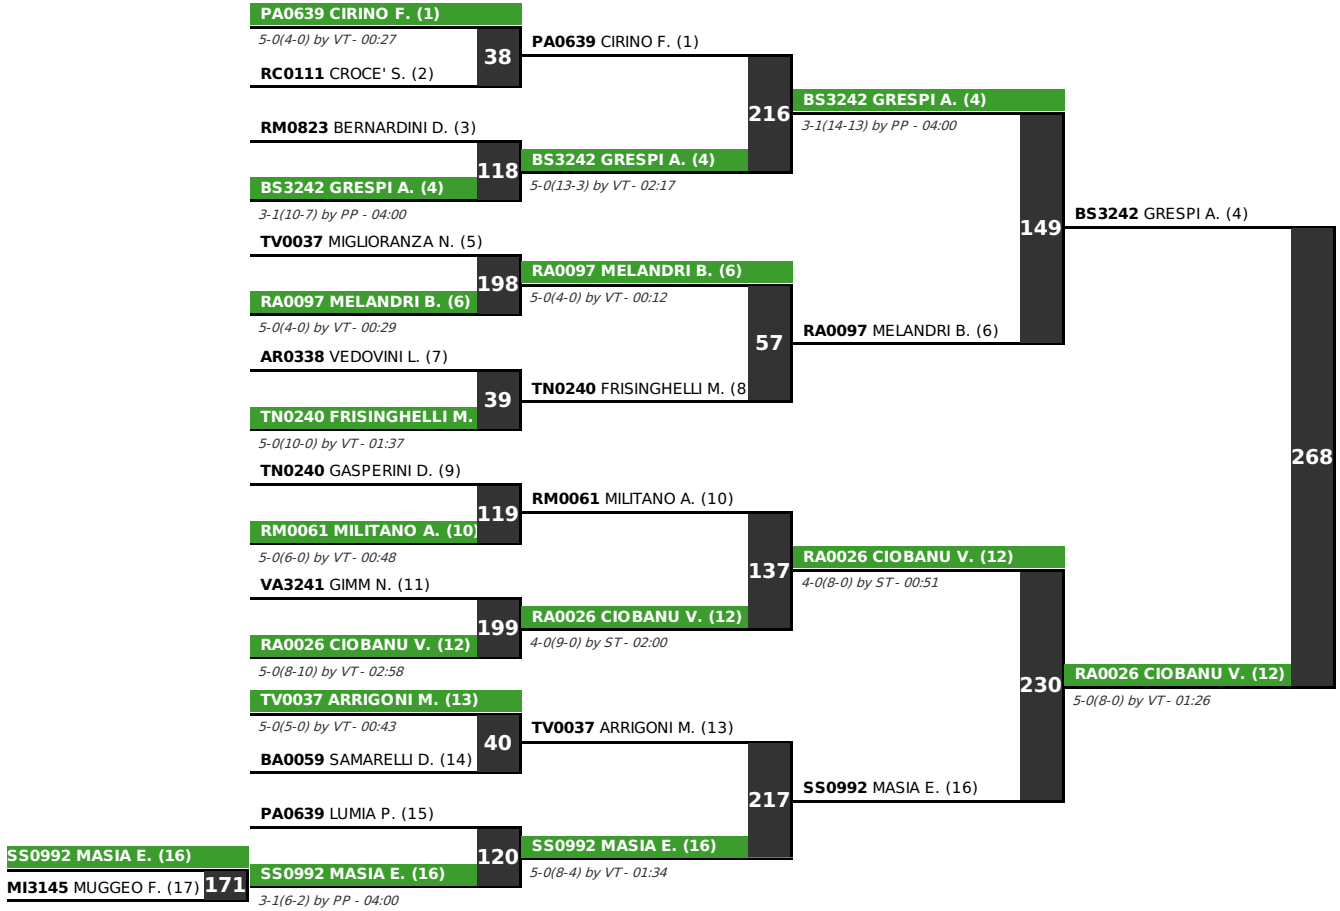 PA0639 CIRINO F. (1)
5-0(4-0) by VT - 00:27
38
RC0111 CROCE' S. (2)
RM0823 BERNARDINI D. (3)
118
BS3242 GRESPI A. (4)
3-1(10-7) by PP - 04:00
TV0037 MIGLIORANZA N. (5)
198
RA0097 MELANDRI B. (6)
5-0(4-0) by VT - 00:29
AR0338 VEDOVINI L. (7)
39
TN0240 FRISINGHELLI M.
5-0(10-0) by VT - 01:37
TN0240 GASPERINI D. (9)
119
RM0061 MILITANO A. (10)
5-0(6-0) by VT - 00:48
VA3241 GIMM N. (11)
199
RA0026 CIOBANU V. (12)
5-0(8-10) by VT - 02:58
TV0037 ARRIGONI M. (13)
5-0(5-0) by VT - 00:43
40
BA0059 SAMARELLI D. (14)
PA0639 LUMIA P. (15)
120
SS0992 MASIA E. (16)
3-1(6-2) by PP - 04:00
SS0992 MASIA E. (16)
MI3145 MUGGEO F. (17) 171
PA0639 CIRINO F. (1)
216
BS3242 GRESPI A. (4)
5-0(13-3) by VT - 02:17
RA0097 MELANDRI B. (6)
5-0(4-0) by VT - 00:12
57
TN0240 FRISINGHELLI M. (8
RM0061 MILITANO A. (10)
137
RA0026 CIOBANU V. (12)
4-0(9-0) by ST - 02:00
TV0037 ARRIGONI M. (13)
217
SS0992 MASIA E. (16)
5-0(8-4) by VT - 01:34
BS3242 GRESPI A. (4)
3-1(14-13) by PP - 04:00
149
RA0097 MELANDRI B. (6)
RA0026 CIOBANU V. (12)
4-0(8-0) by ST - 00:51
230
SS0992 MASIA E. (16)
BS3242 GRESPI A. (4)
268
RA0026 CIOBANU V. (12)
5-0(8-0) by VT - 01:26